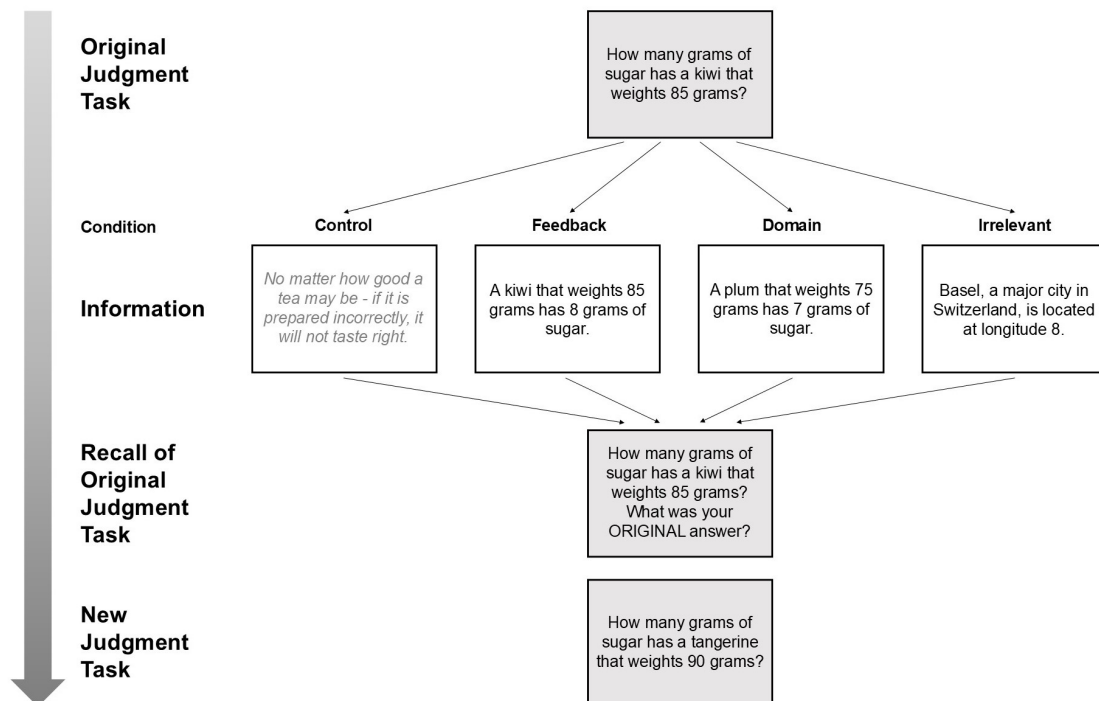 Original
Judgment
Task
How many grams of
sugar has a kiwi that
weights 85 grams?
Condition
Control
Feedback
Domain
Irrelevant
Information
No matter how good a
tea may be - if it is
prepared incorrectly, it
will not taste right.
A kiwi that weights 85
grams has 8 grams of
sugar.
A plum that weights 75
grams has 7 grams of
sugar.
Basel, a major city in
Switzerland, is located
at longitude 8.
Recall of
Original
Judgment
Task
How many grams of
sugar has a kiwi that
weights 85 grams?
What was your
ORIGINAL answer?
New
Judgment
Task
How many grams of
sugar has a tangerine
that weights 90 grams?